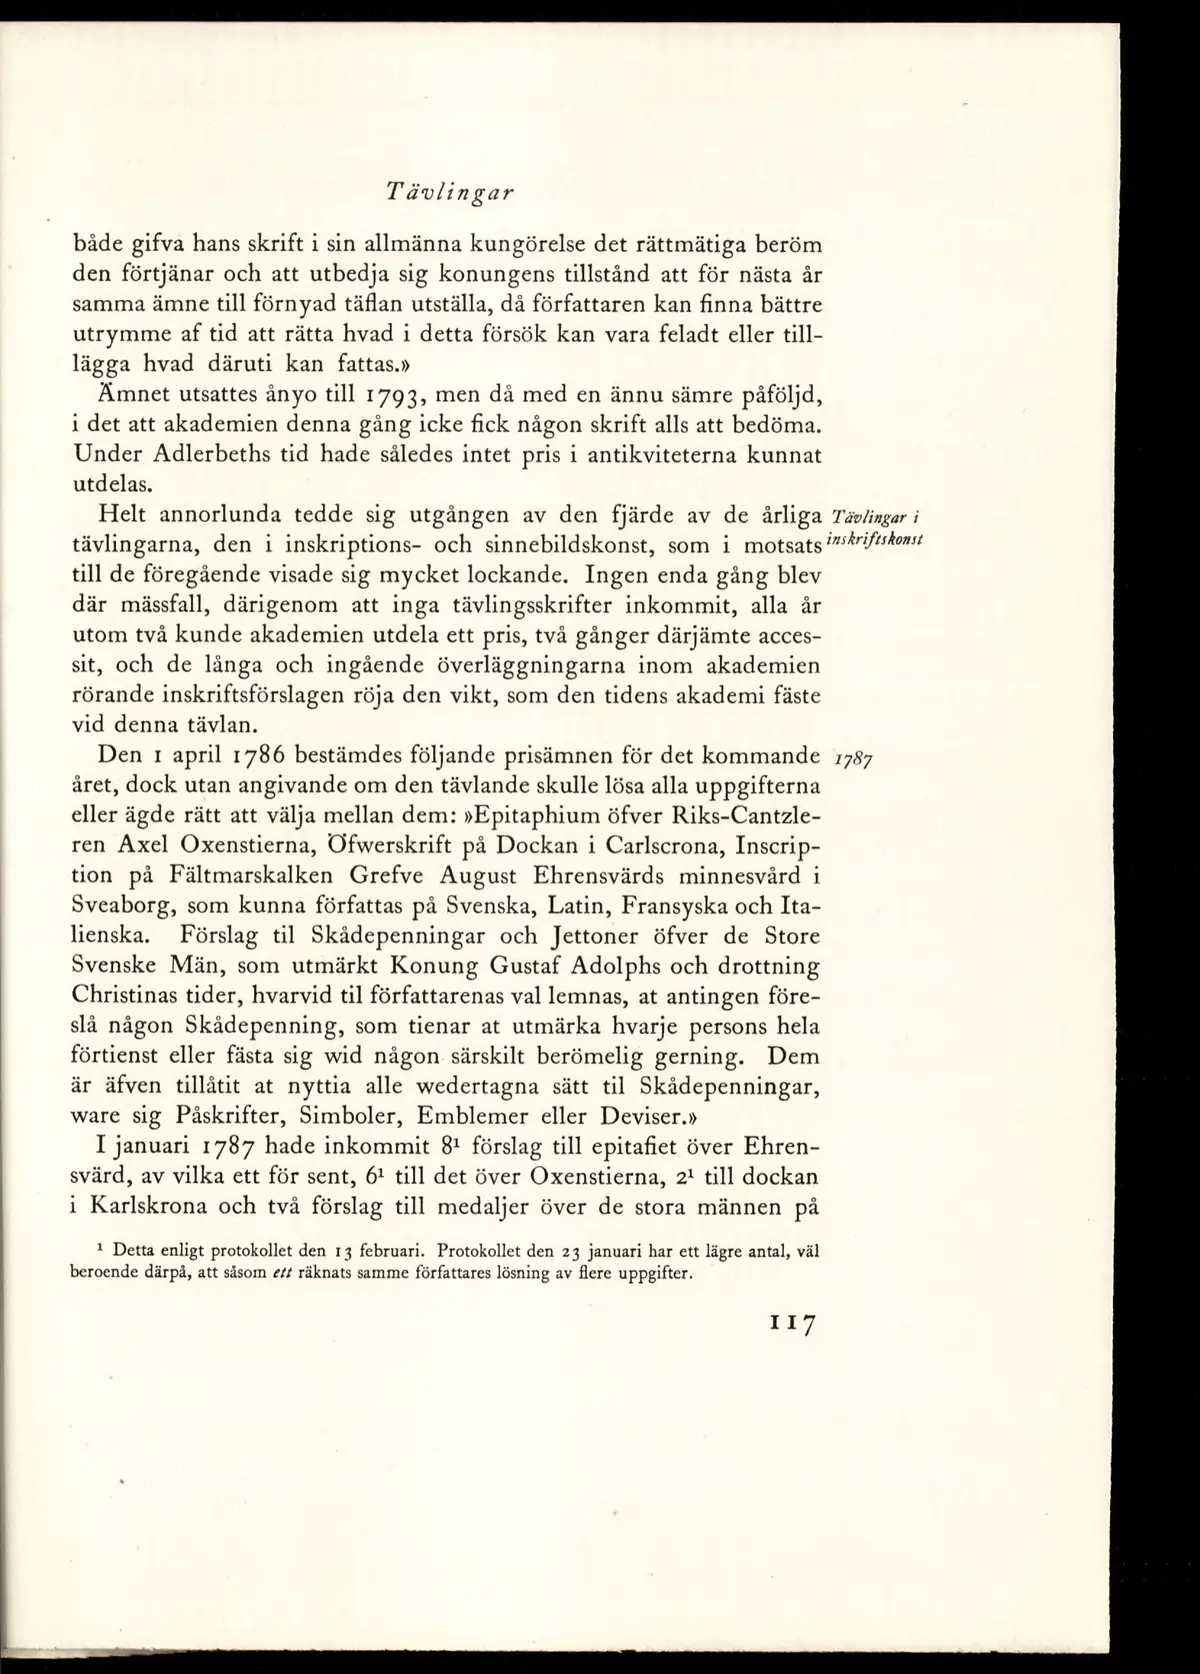 Tävlingar
både gifva hans skrift i sin allmänna kungörelse det rättmätiga beröm
den förtjänar och att utbedja sig konungens tillstånd att för nästa år
samma ämne till förnyad täflan utställa, då författaren kan finna bättre
utrymme af tid att rätta hvad i detta försök kan vara feladt eller till-
lägga hvad däruti kan fattas.»
Ämnet utsattes ånyo till 1793, men då med en ännu sämre påföljd,
i det att akademien denna gång icke fick någon skrift alls att bedöma.
Under Adlerbeths tid hade således intet pris i antikviteterna kunnat
utdelas.
Helt annorlunda tedde sig utgången av den fjärde av de årliga Tävlingar i
tävlingarna, den i inskriptions- och sinnebildskonst, som i motsats inskriftskonst
till de föregående visade sig mycket lockande. Ingen enda gång blev
där mässfall, därigenom att inga tävlingsskrifter inkommit, alla år
utom två kunde akademien utdela ett pris, två gånger därjämte acces-
sit, och de långa och ingående överläggningarna inom akademien
rörande inskriftsförslagen röja den vikt, som den tidens akademi fäste
vid denna tävlan.
Den 1 april 1786 bestämdes följande prisämnen för det kommande 1787
året, dock utan angivande om den tävlande skulle lösa alla uppgifterna
eller ägde rätt att välja mellan dem: »Epitaphium öfver Riks-Cantzle-
ren Axel Oxenstierna, Öfwerskrift på Dockan i Carlscrona, Inscrip-
tion på Fältmarskalken Grefve August Ehrensvärds minnesvård i
Sveaborg, som kunna författas på Svenska, Latin, Fransyska och Ita-
lienska. Förslag til Skådepenningar och Jettoner öfver de Store
Svenske Män, som utmärkt Konung Gustaf Adolphs och drottning
Christinas tider, hvarvid til författarenas val lemnas, at antingen före-
slå någon Skådepenning, som tienar at utmärka hvarje persons hela
förtienst eller fästa sig wid någon särskilt berömelig gerning. Dem
är äfven tillåtit at nyttia alle wedertagna sätt til Skådepenningar,
ware sig Påskrifter, Simboler, Emblemer eller Deviser.»
I januari 1787 hade inkommit 8¹ förslag till epitafiet över Ehren-
svärd, av vilka ett för sent, 6¹ till det över Oxenstierna, 2¹ till dockan
i Karlskrona och två förslag till medaljer över de stora männen på
¹ Detta enligt protokollet den 13 februari. Protokollet den 23 januari har ett lägre antal, väl
beroende därpå, att såsom ett räknats samme författares lösning av flere uppgifter.
117